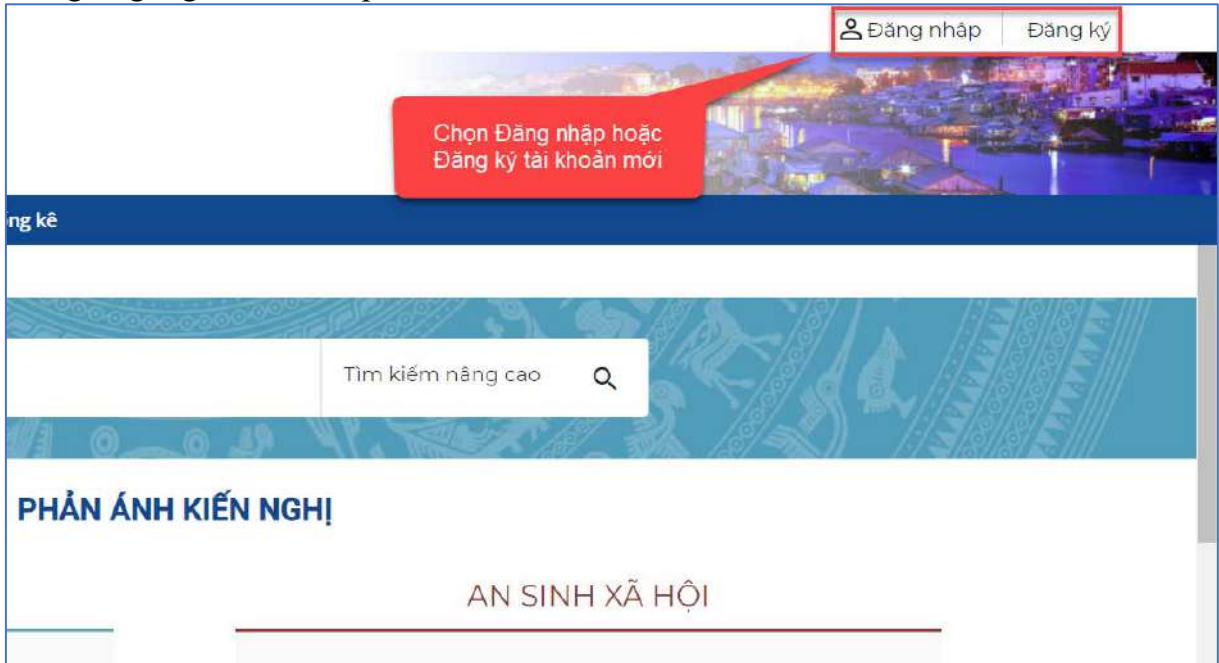 Đăng nhập Đăng ký
Chọn Đăng nhập hoặc
Đăng ký tài khoản mới
ng kê
Tìm kiếm nâng cao
PHẢN ÁNH KIẾN NGHỊ
AN SINH XÃ HỘI